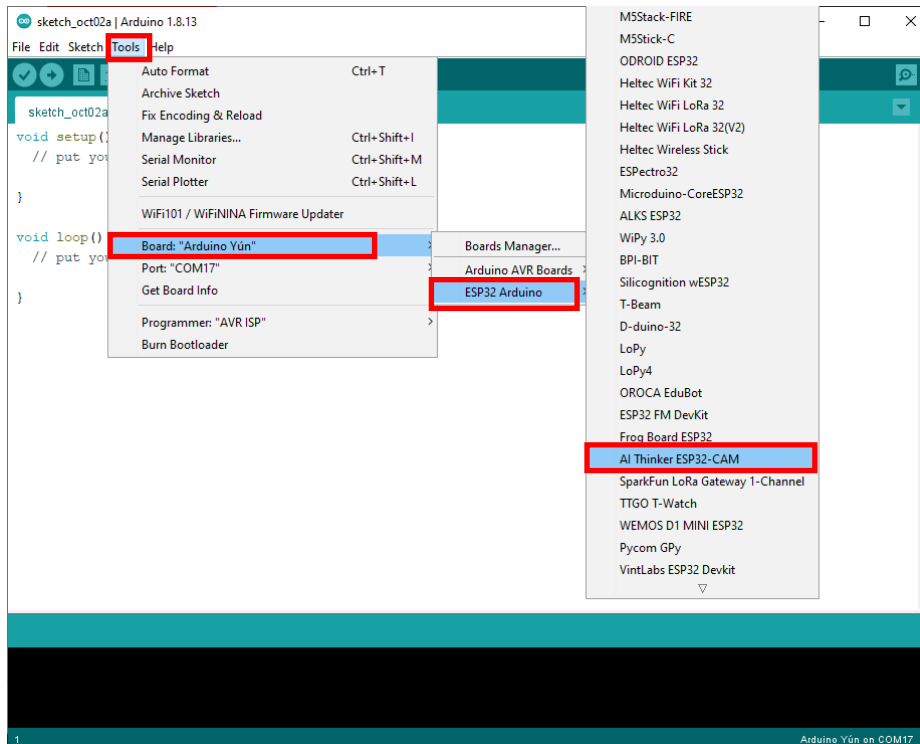 sketch_oct02a | Arduino 1.8.13
File Edit Sketch Tools Help
sketch_oct02a
void setup()
// put you
}
void loop()
// put you
}
Auto Format Ctrl+T
Archive Sketch
Fix Encoding & Reload
Manage Libraries... Ctrl+Shift+I
Serial Monitor Ctrl+Shift+M
Serial Plotter Ctrl+Shift+L
WiFi101 / WiFiNINA Firmware Updater
Board: "Arduino Yún"
Port: "COM17"
Get Board Info
Programmer: "AVR ISP"
Burn Bootloader
Boards Manager...
Arduino AVR Boards
ESP32 Arduino
M5Stack-FIRE
M5Stick-C
ODROID ESP32
Heltec WiFi Kit 32
Heltec WiFi LoRa 32
Heltec WiFi LoRa 32(V2)
Heltec Wireless Stick
ESPectro32
Microduino-CoreESP32
ALKS ESP32
WiPy 3.0
BPI-BIT
Silicognition wESP32
T-Beam
D-duino-32
LoPy
LoPy4
OROCA EduBot
ESP32 FM DevKit
Frog Board ESP32
AI Thinker ESP32-CAM
SparkFun LoRa Gateway 1-Channel
TTGO T-Watch
WEMOS D1 MINI ESP32
Pycom GPy
VintLabs ESP32 Devkit
1
Arduino Yún on COM17